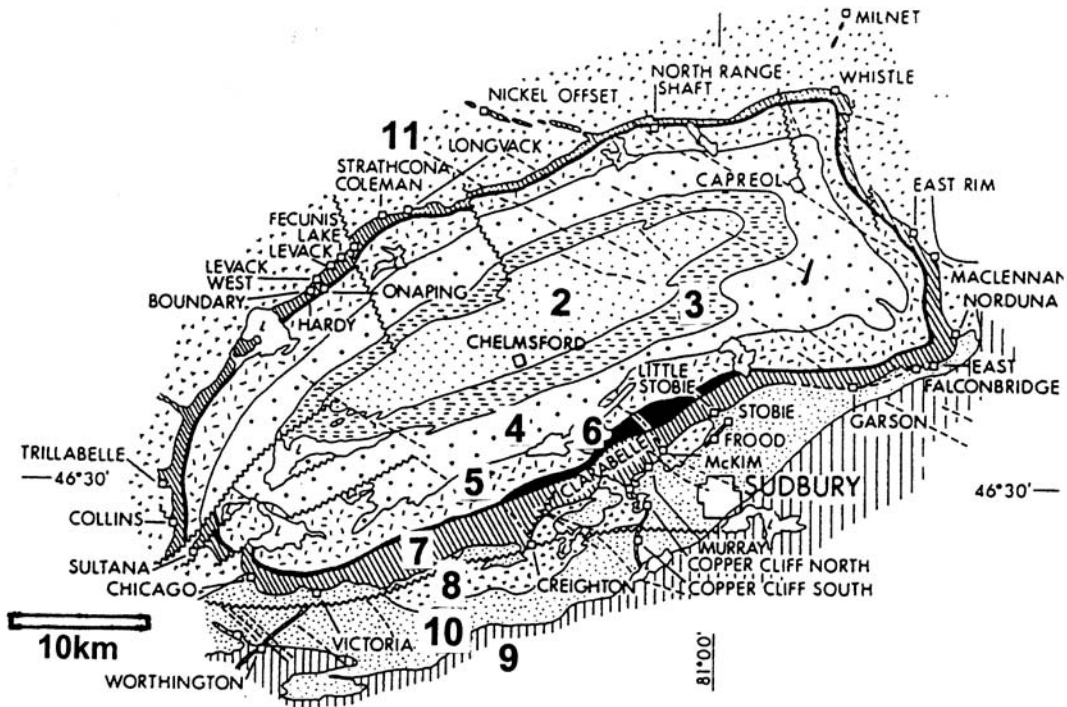 MILNET
NORTH RANGE
SHAFT
WHISTLE
NICKEL OFFSET
11
LONGVACK
STRATHCONA
COLEMAN
CAPREOL
EAST RIM
FECUNIS
LAKE
LEVACK
LEVACK
WEST
BOUNDARY
ONAPING
HARDY
MACLENNAN
NORDUNA
2
3
CHELMSFORD
LITTLE
STOBIE
EAST
FALCONBRIDGE
4
6
STOBIE
GARSON
FROOD
McKIM
CLARABELLE
TRILLABELLE
46°30'
5
SUDBURY
46°30'
COLLINS
7
MURRAY
SULTANA
COPPER CLIFF NORTH
CREIGHTON
COPPER CLIFF SOUTH
CHICAGO
8
10km
10
VICTORIA
9
81°00'
WORTHINGTON